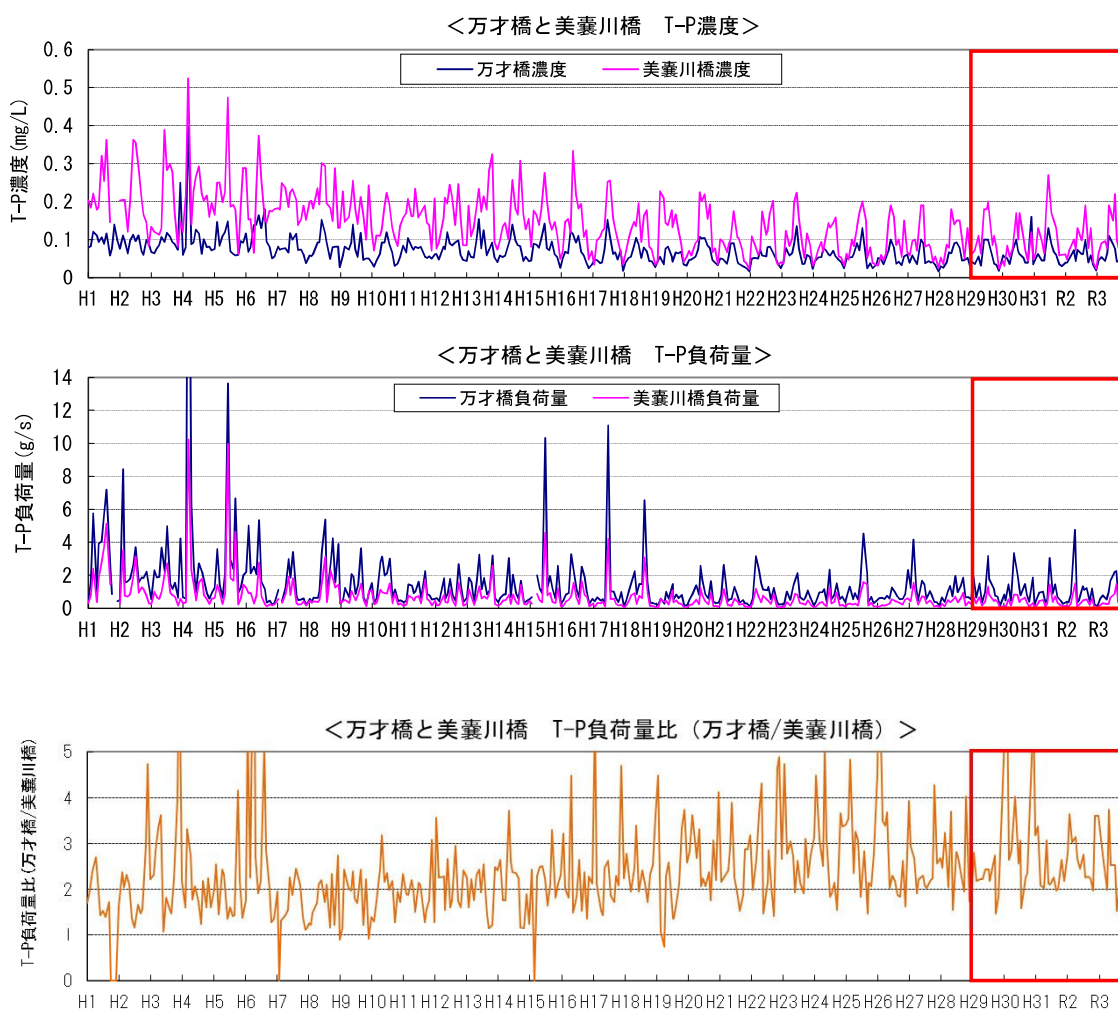 ＜万才橋と美嚢川橋　T-P濃度＞
万才橋濃度　美嚢川橋濃度
T-P濃度(mg/L)
0.6
0.5
0.4
0.3
0.2
0.1
0
H1 H2 H3 H4 H5 H6 H7 H8 H9 H10 H11 H12 H13 H14 H15 H16 H17 H18 H19 H20 H21 H22 H23 H24 H25 H26 H27 H28 H29 H30 H31 R2 R3
＜万才橋と美嚢川橋　T-P負荷量＞
万才橋負荷量　美嚢川橋負荷量
T-P負荷量(g/s)
14
12
10
8
6
4
2
0
H1 H2 H3 H4 H5 H6 H7 H8 H9 H10 H11 H12 H13 H14 H15 H16 H17 H18 H19 H20 H21 H22 H23 H24 H25 H26 H27 H28 H29 H30 H31 R2 R3
＜万才橋と美嚢川橋　T-P負荷量比（万才橋/美嚢川橋）＞
T-P負荷量比(万才橋/美嚢川橋)
5
4
3
2
1
0
H1 H2 H3 H4 H5 H6 H7 H8 H9 H10 H11 H12 H13 H14 H15 H16 H17 H18 H19 H20 H21 H22 H23 H24 H25 H26 H27 H28 H29 H30 H31 R2 R3